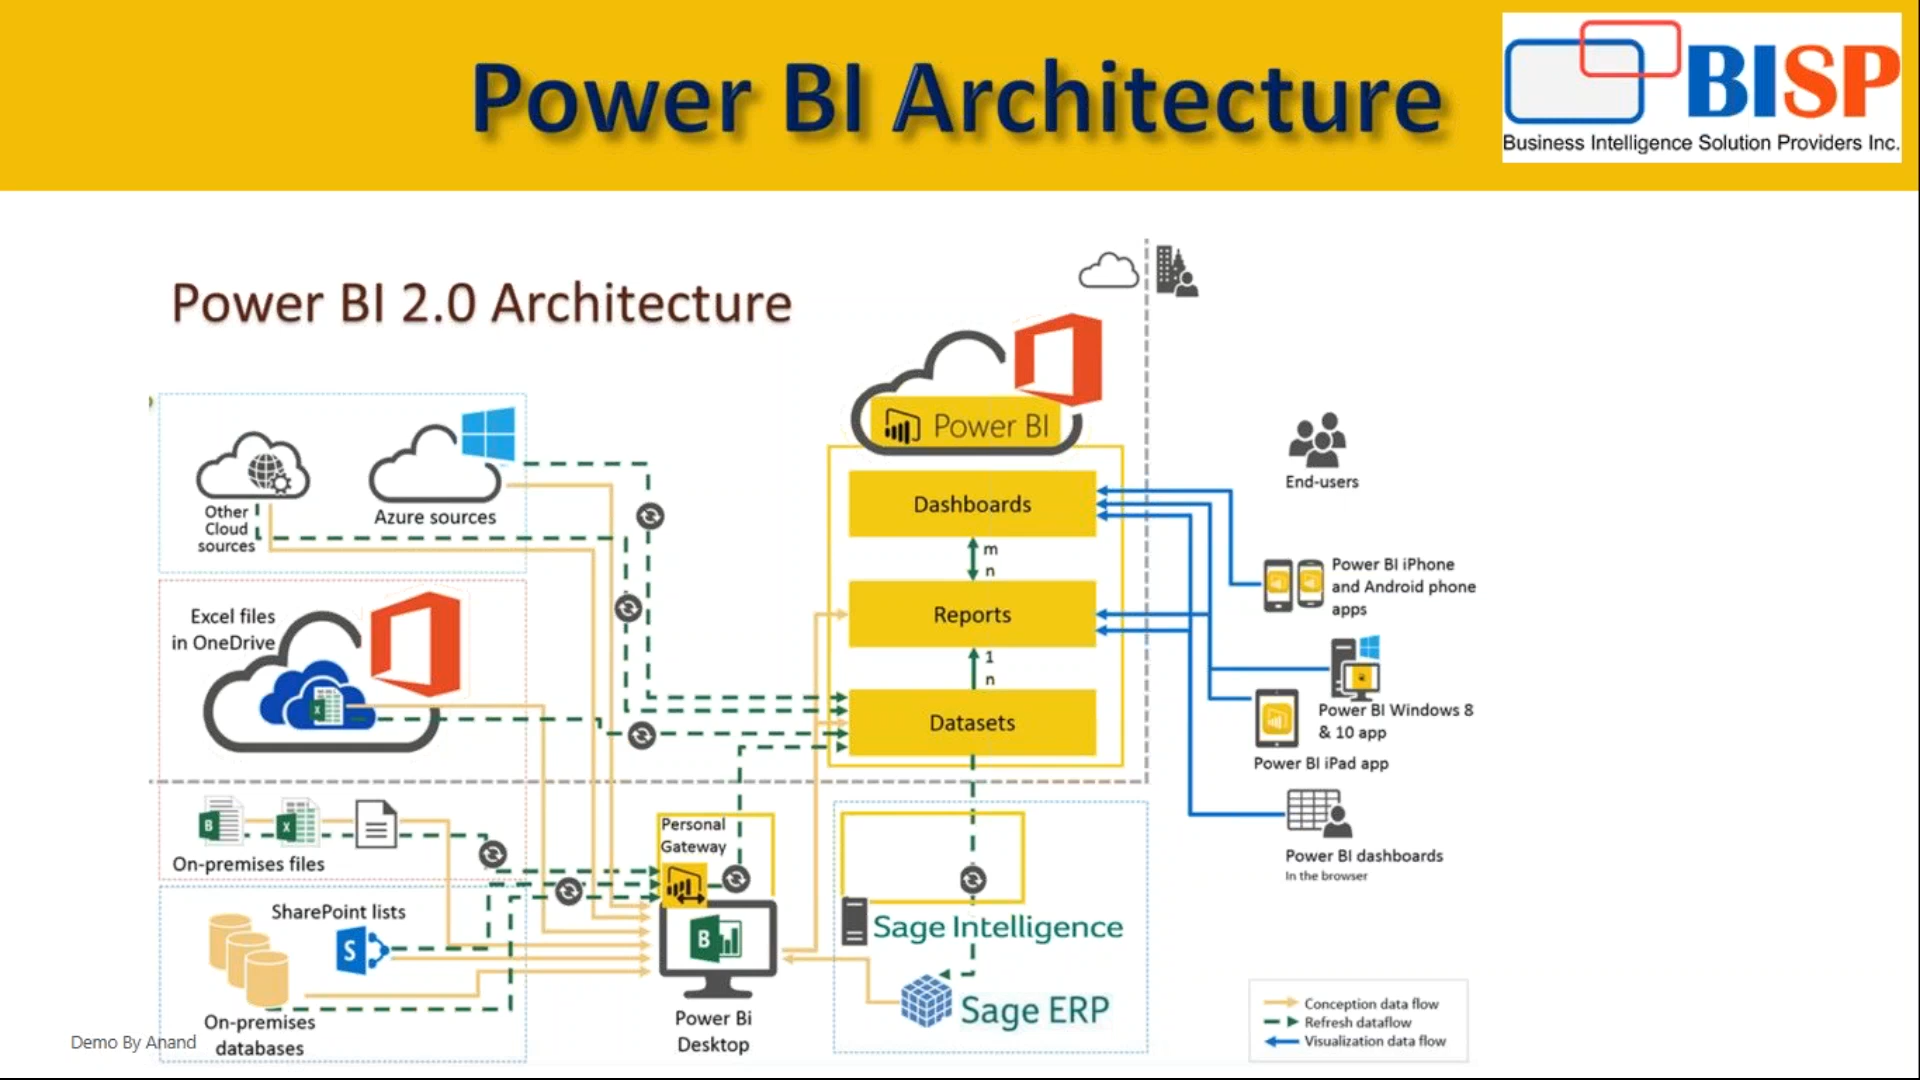 Power BI Architecture
BISP
Business Intelligence Solution Providers Inc.
Power BI 2.0 Architecture
Power BI
Dashboards
m
n
Reports
1
n
Datasets
Other
Cloud
sources
Azure sources
Excel files
in OneDrive
X
B
X
On-premises files
SharePoint lists
S
On-premises
databases
Personal
Gateway
B
Power Bi
Desktop
Sage Intelligence
Sage ERP
End-users
Power BI iPhone
and Android phone
apps
Power BI Windows 8
& 10 app
Power BI iPad app
Power BI dashboards
In the browser
Conception data flow
Refresh dataflow
Visualization data flow
Demo By Anand